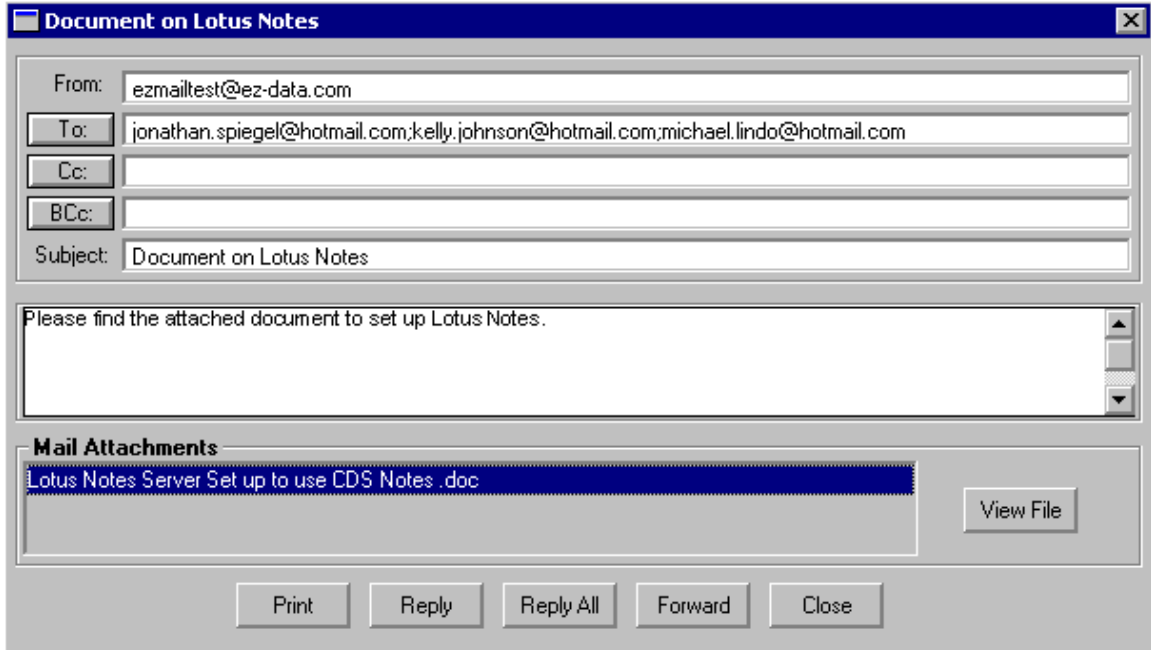 Document on Lotus Notes
From: ezmailtest@ez-data.com
To: jonathan.spiegel@hotmail.com;kelly.johnson@hotmail.com;michael.lindo@hotmail.com
Cc:
BCc:
Subject: Document on Lotus Notes
Please find the attached document to set up Lotus Notes.
Mail Attachments
Lotus Notes Server Set up to use CDS Notes .doc
View File
Print Reply Reply All Forward Close